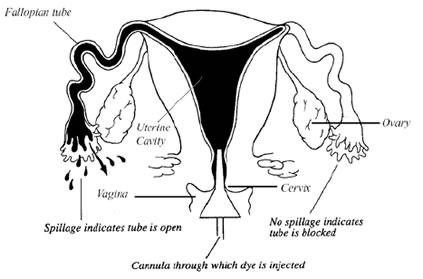 Fallopian tube
Uterine
Cavity
Ovary
Vagina
Cervix
Spillage indicates tube is open
No spillage indicates
tube is blocked
Cannula through which dye is injected